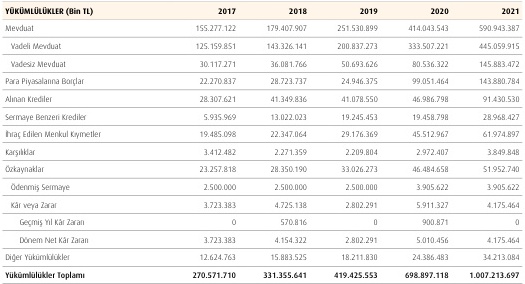 YÜKÜMLÜLÜKLER (Bin TL) 2017 2018 2019 2020 2021
Mevduat 155.277.122 179.407.907 251.530.899 414.043.543 590.943.387
Vadeli Mevduat 125.159.851 143.326.141 200.837.273 333.507.221 445.059.915
Vadesiz Mevduat 30.117.271 36.081.766 50.693.626 80.536.322 145.883.472
Para Piyasalarına Borçlar 22.270.837 28.723.737 24.946.375 99.051.464 143.880.784
Alınan Krediler 28.307.621 41.349.836 41.078.550 46.986.798 91.430.530
Sermaye Benzeri Krediler 5.935.969 13.022.023 19.245.453 19.458.798 28.968.427
İhraç Edilen Menkul Kıymetler 19.485.098 22.347.064 29.176.369 45.512.967 61.974.897
Karşılıklar 3.412.482 2.271.359 2.209.804 2.972.407 3.849.848
Özkaynaklar 23.257.818 28.350.190 33.026.273 46.484.658 51.952.740
Ödenmiş Sermaye 2.500.000 2.500.000 2.500.000 3.905.622 3.905.622
Kâr veya Zarar 3.723.383 4.725.138 2.802.291 5.911.327 4.175.464
Geçmiş Yıl Kâr Zararı 0 570.816 0 900.871 0
Dönem Net Kâr Zararı 3.723.383 4.154.322 2.802.291 5.010.456 4.175.464
Diğer Yükümlülükler 12.624.763 15.883.525 18.211.830 24.386.483 34.213.084
Yükümlülükler Toplamı 270.571.710 331.355.641 419.425.553 698.897.118 1.007.213.697